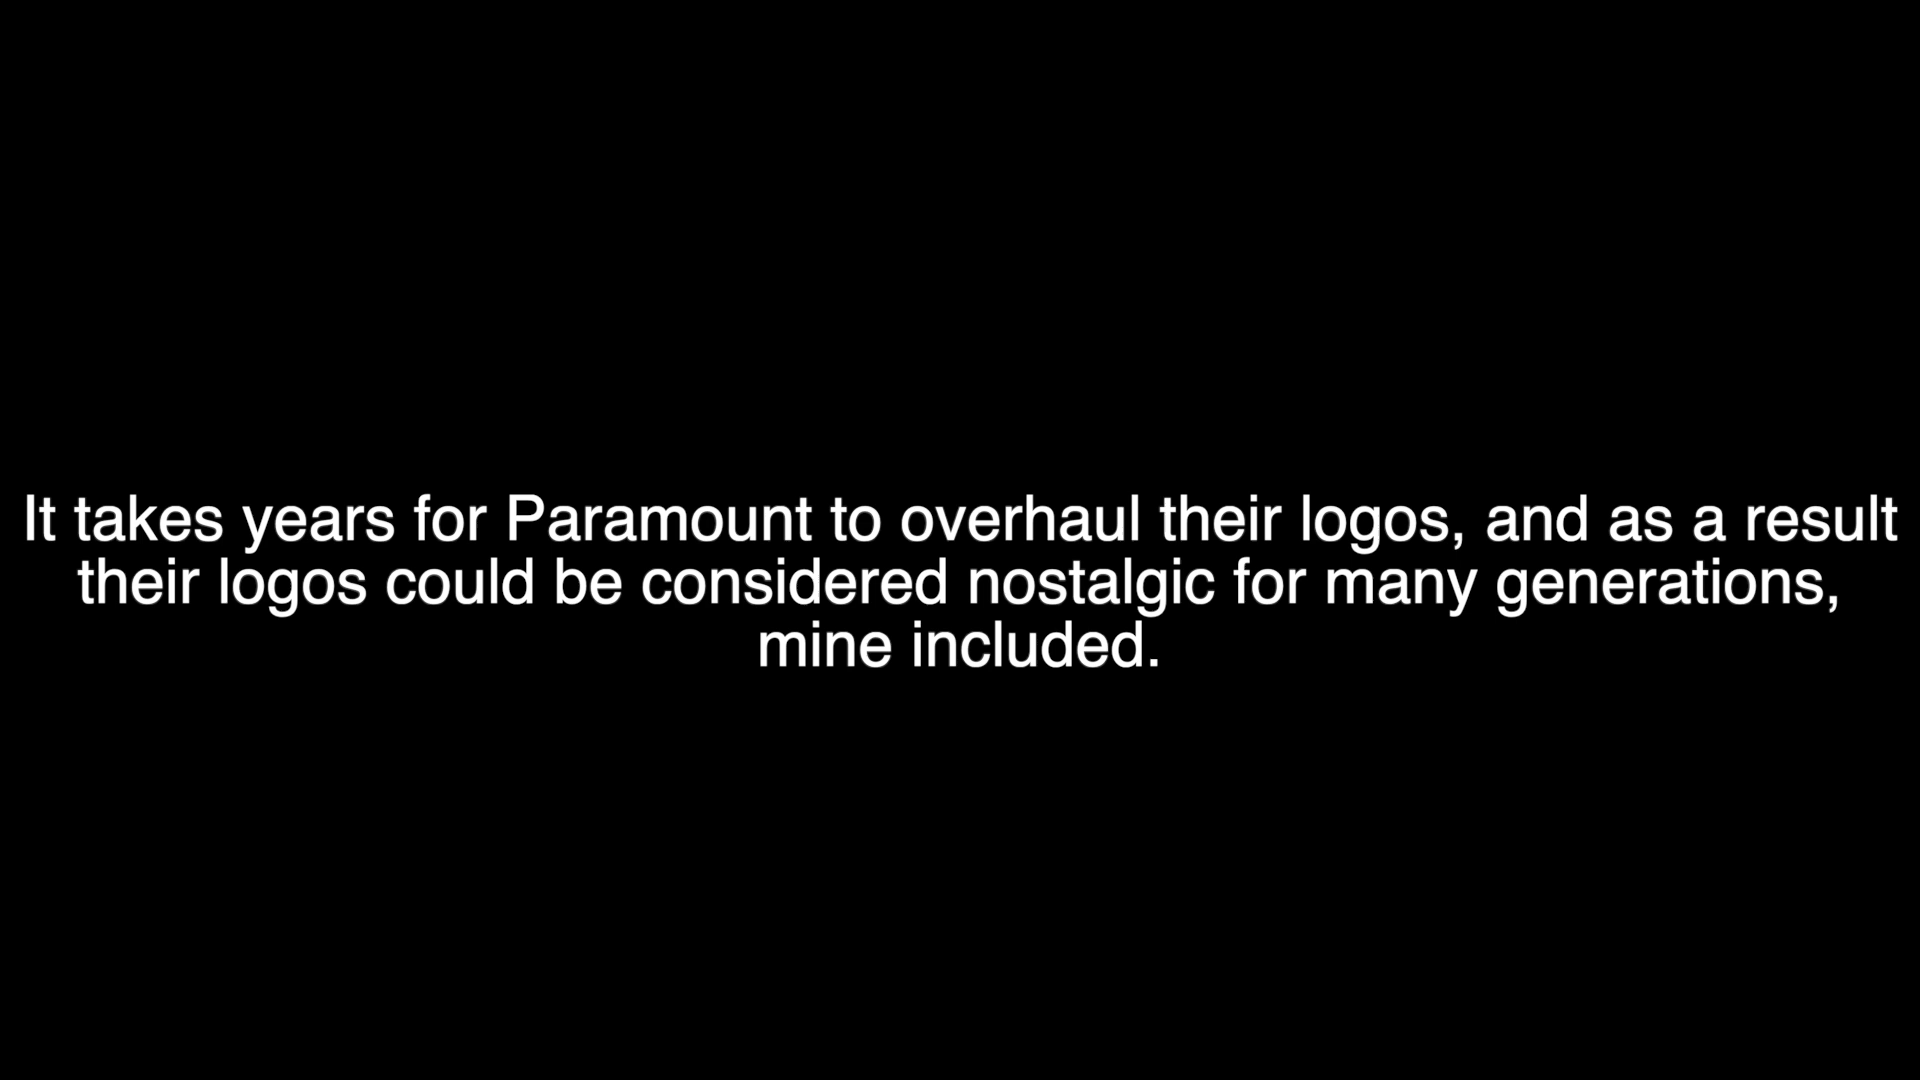 It takes years for Paramount to overhaul their logos, and as a result
their logos could be considered nostalgic for many generations,
mine included.